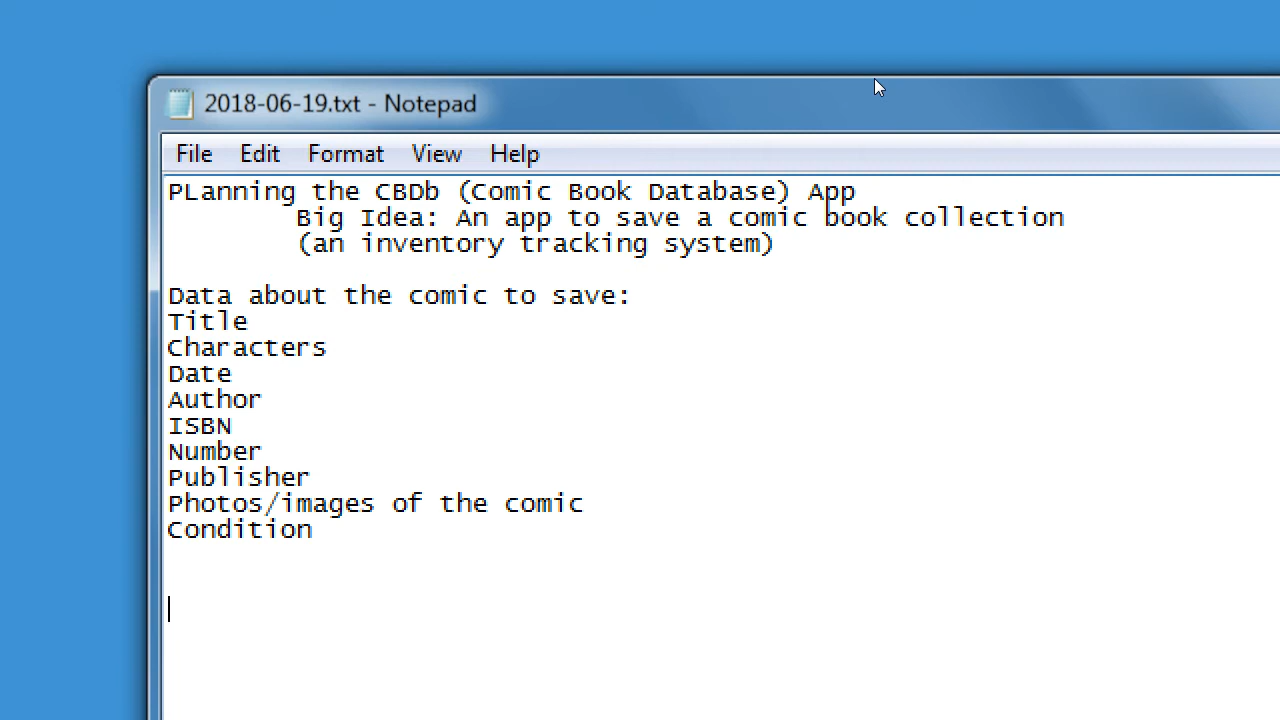 2018-06-19.txt - Notepad
File Edit Format View Help
PLanning the CBDb (Comic Book Database) App
Big Idea: An app to save a comic book collection
(an inventory tracking system)
Data about the comic to save:
Title
Characters
Date
Author
ISBN
Number
Publisher
Photos/images of the comic
Condition